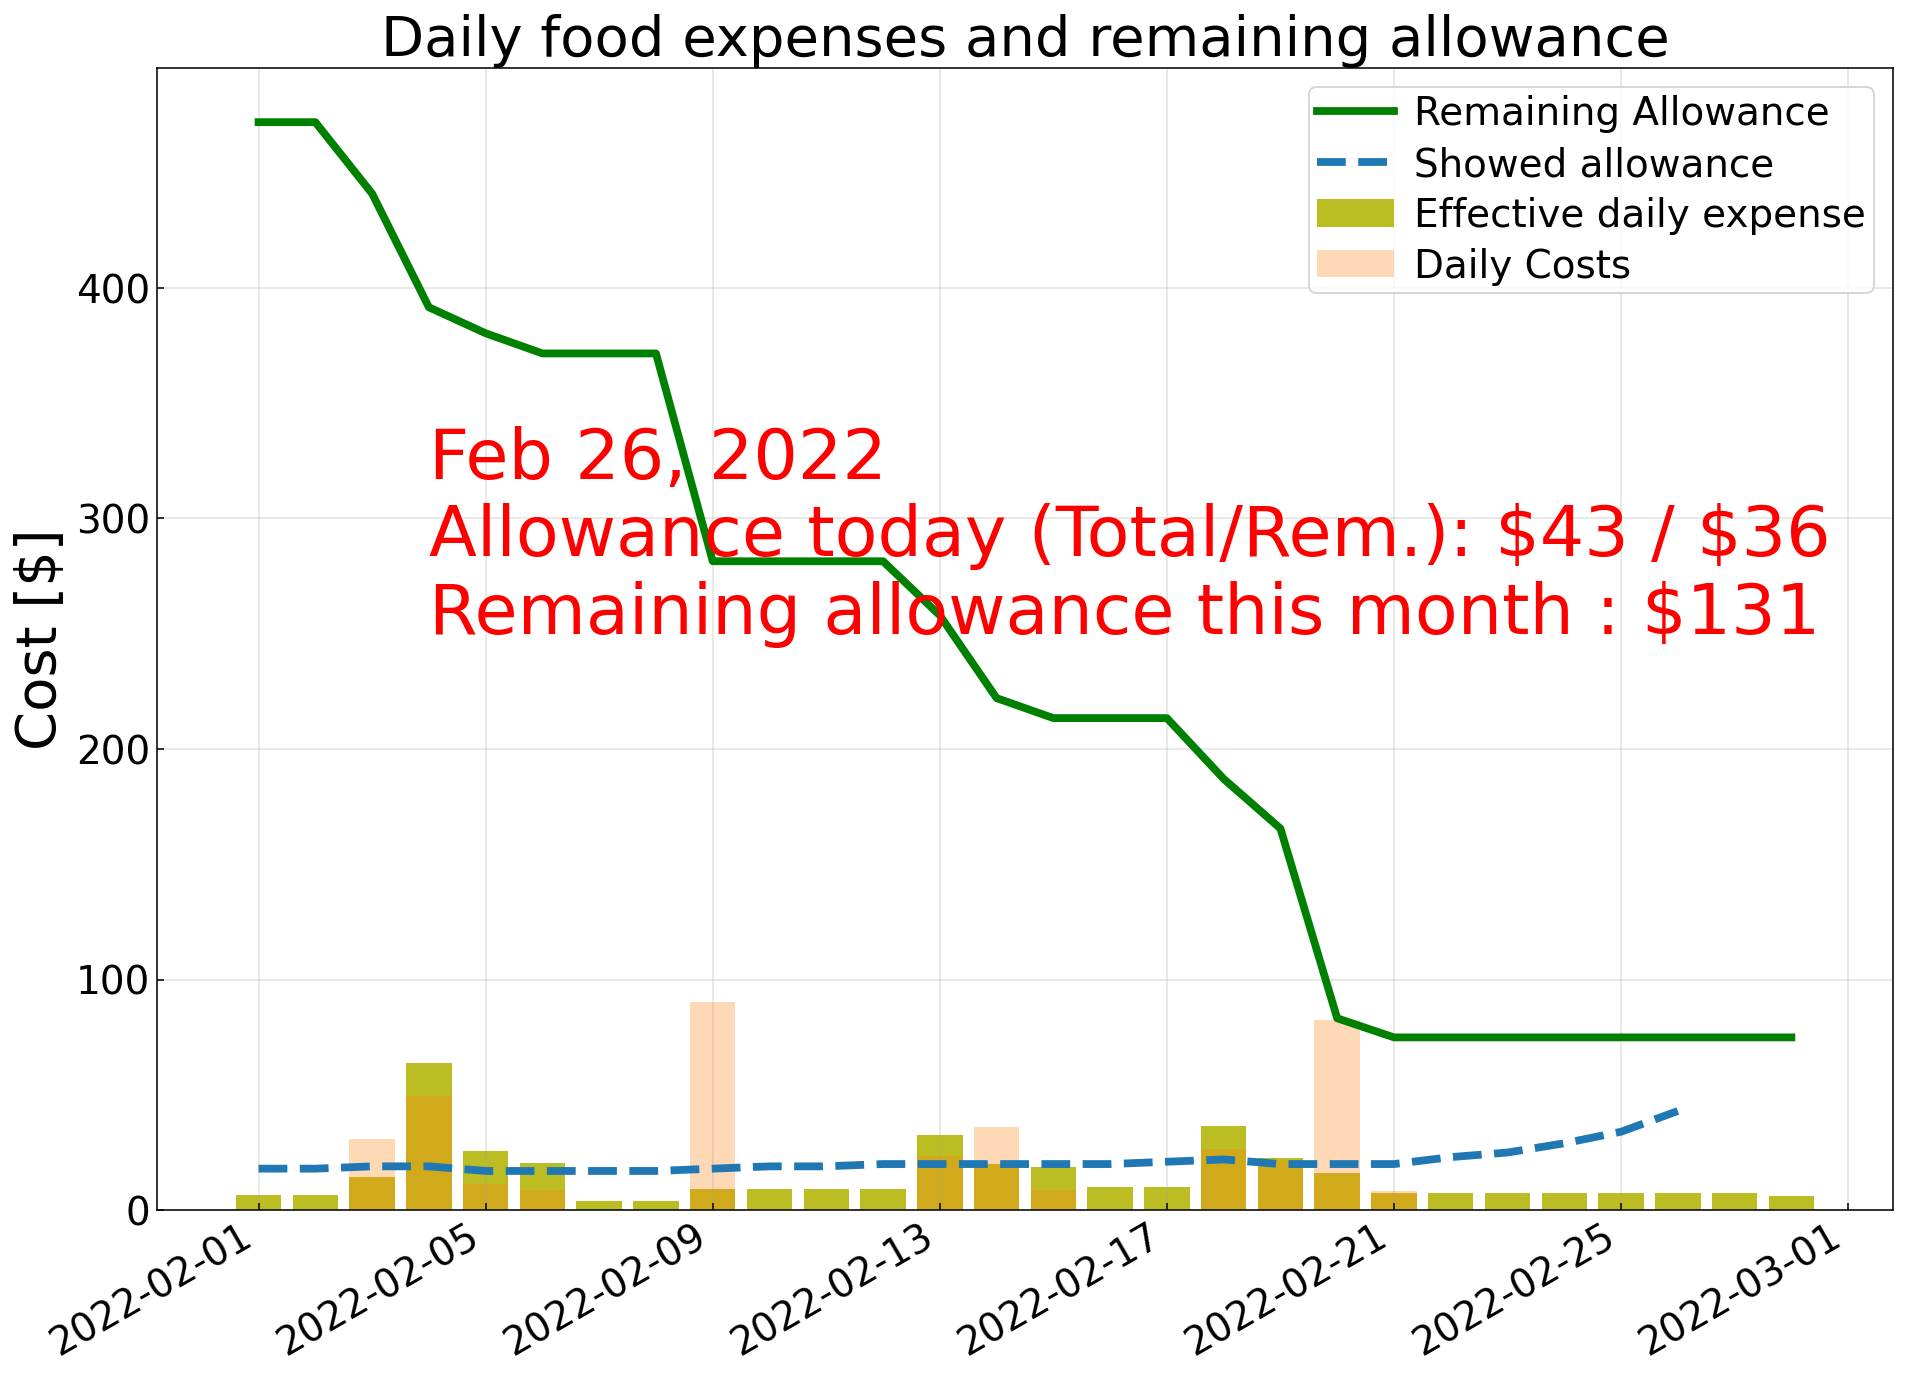 Daily food expenses and remaining allowance
Remaining Allowance
Showed allowance
Effective daily expense
Daily Costs
Cost [$]
400
300
200
100
0
Feb 26, 2022
Allowance today (Total/Rem.): $43 / $36
Remaining allowance this month : $131
2022-02-01
2022-02-05
2022-02-09
2022-02-13
2022-02-17
2022-02-21
2022-02-25
2022-03-01